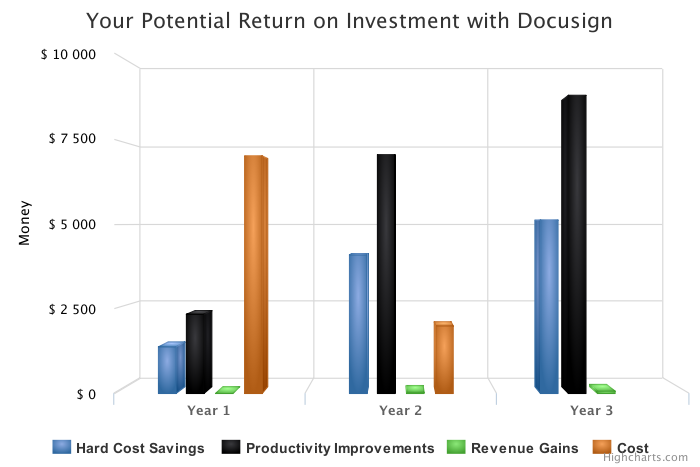 Your Potential Return on Investment with Docusign
$ 10 000
$ 7 500
$ 5 000
$ 2 500
$ 0
Money
Year 1 Year 2 Year 3
Hard Cost Savings Productivity Improvements Revenue Gains Cost
Highcharts.com